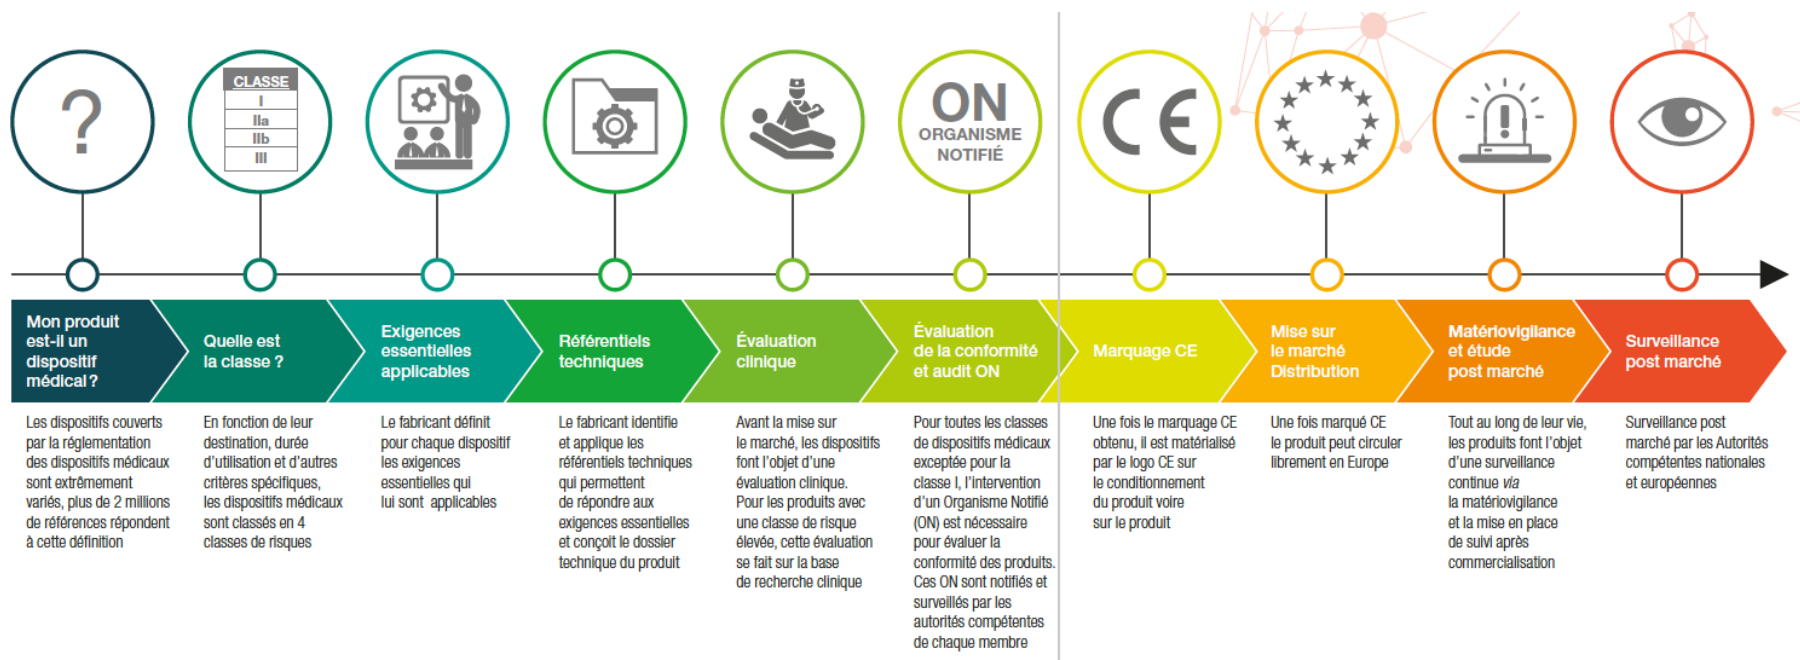 ?
CLASSE
I
IIa
IIb
III
ON
ORGANISME
NOTIFIÉ
CE
!
Mon produit
est-il un
dispositif
médical ?
Quelle est
la classe ?
Exigences
essentielles
applicables
Référentiels
techniques
Évaluation
clinique
Évaluation
de la conformité
et audit ON
Marquage CE
Mise sur
le marché
Distribution
Matériovigilance
et étude
post marché
Surveillance
post marché
Les dispositifs couverts
par la réglementation
des dispositifs médicaux
sont extrêmement
variés, plus de 2 millions
de références répondent
à cette définition
En fonction de leur
destination, durée
d'utilisation et d'autres
critères spécifiques,
les dispositifs médicaux
sont classés en 4
classes de risques
Le fabricant définit
pour chaque dispositif
les exigences
essentielles qui
lui sont applicables
Le fabricant identifie
et applique les
référentiels techniques
qui permettent
de répondre aux
exigences essentielles
et conçoit le dossier
technique du produit
Avant la mise sur
le marché, les dispositifs
font l'objet d'une
évaluation clinique.
Pour les produits avec
une classe de risque
élevée, cette évaluation
se fait sur la base
de recherche clinique
Pour toutes les classes
de dispositifs médicaux
exceptée pour la
classe I, l'intervention
d'un Organisme Notifié
(ON) est nécessaire
pour évaluer la
conformité des produits.
Ces ON sont notifiés et
surveillés par les
autorités compétentes
de chaque membre
Une fois le marquage CE
obtenu, il est matérialisé
par le logo CE sur
le conditionnement
du produit voire
sur le produit
Une fois marqué CE
le produit peut circuler
librement en Europe
Tout au long de leur vie,
les produits font l'objet
d'une surveillance
continue via
la matériovigilance
et la mise en place
de suivi après
commercialisation
Surveillance post
marché par les Autorités
compétentes nationales
et européennes